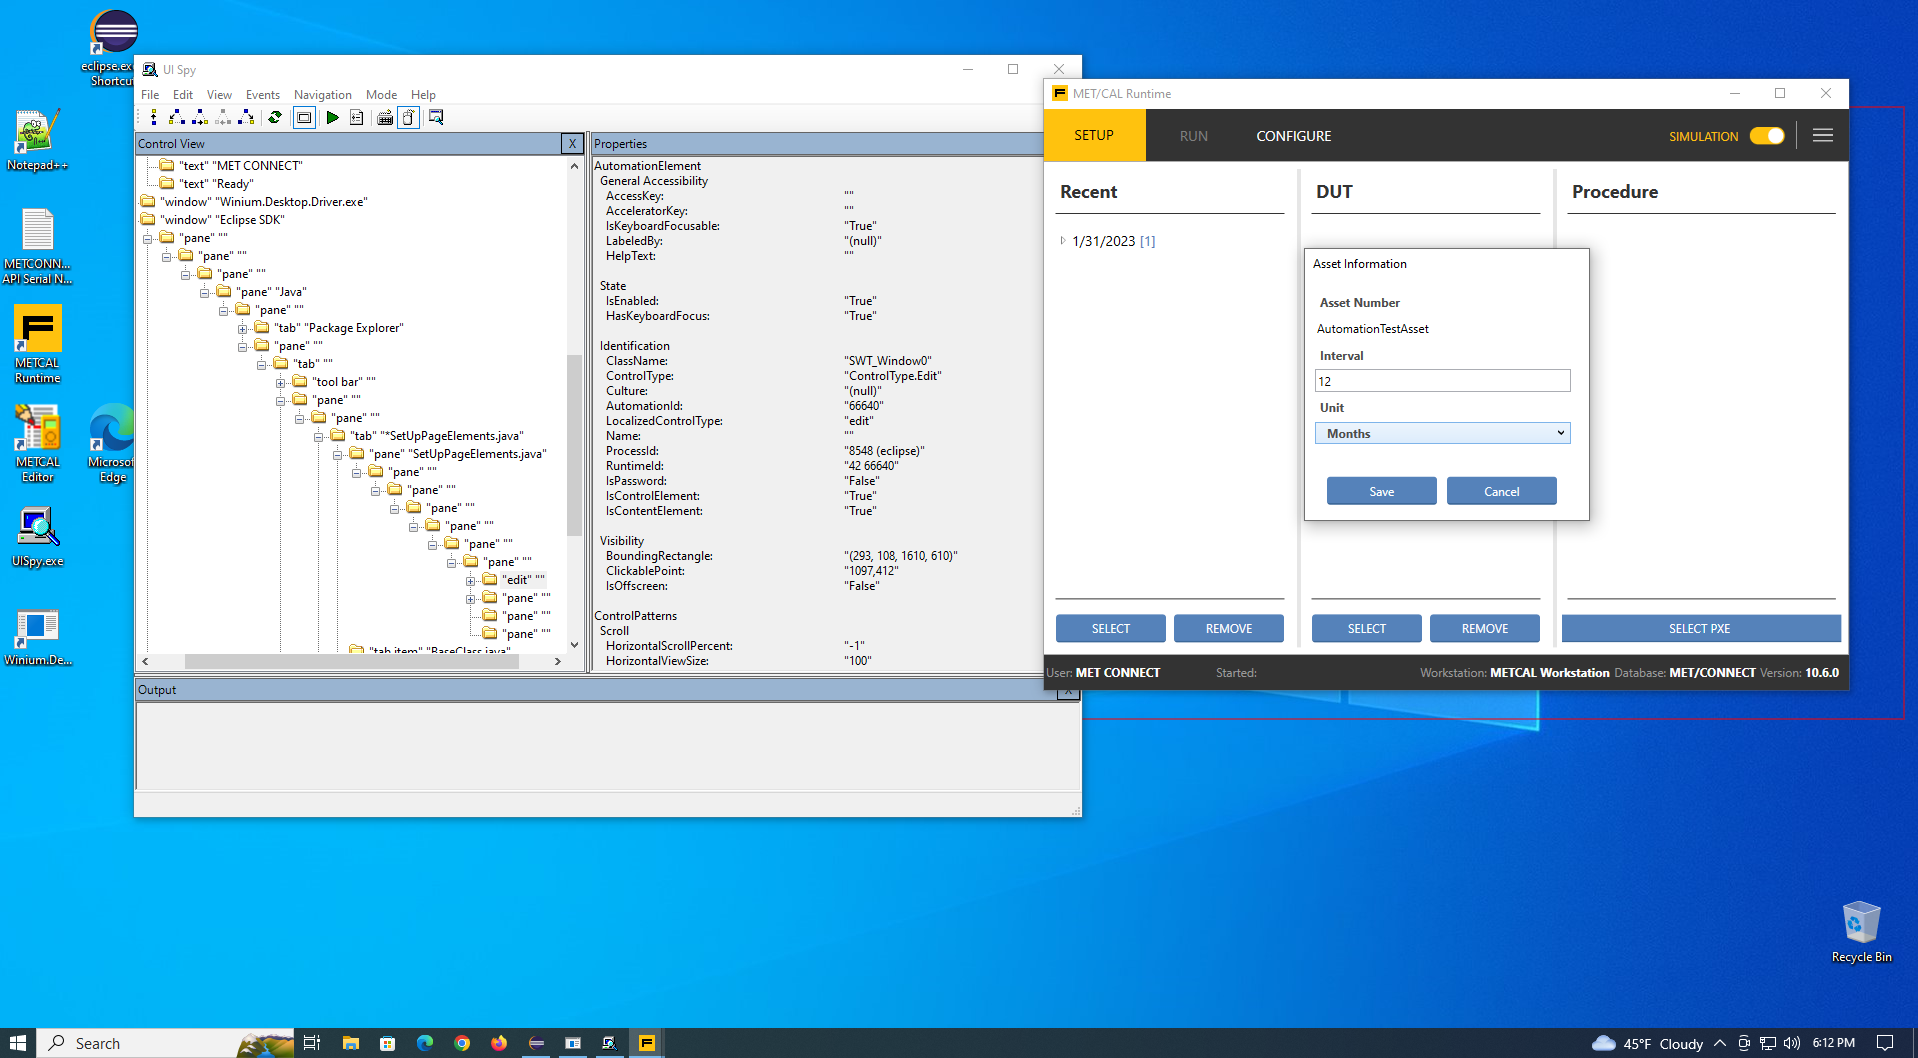 eclipse.exe
Shortcut
Notepad++
METCONN...
API Serial N...
METCAL
Runtime
METCAL
Editor
Microsof
Edge
UISpy.exe
Winium.De...
UI Spy
File Edit View Events Navigation Mode Help
Control View X
"text" "MET CONNECT"
"text" "Ready"
"window" "Winium.Desktop.Driver.exe"
"window" "Eclipse SDK"
"pane" ""
"pane" ""
"pane" ""
"pane" "Java"
"pane" ""
"tab" "Package Explorer"
"pane" ""
"tab" ""
"tool bar" ""
"pane" ""
"pane" ""
"tab" "*SetUpPageElements.java"
"pane" "SetUpPageElements.java"
"pane" ""
"pane" ""
"pane" ""
"pane" ""
"pane" ""
"pane" ""
"edit" ""
"pane" ""
"pane" ""
"pane" ""
"tab item" "BaseClass.java"
Properties
AutomationElement
General Accessibility
AccessKey: ""
AcceleratorKey: ""
IsKeyboardFocusable: "True"
LabeledBy: "(null)"
HelpText: ""
State
IsEnabled: "True"
HasKeyboardFocus: "True"
Identification
ClassName: "SWT_Window0"
ControlType: "ControlType.Edit"
Culture: "(null)"
AutomationId: "66640"
LocalizedControlType: "edit"
Name: ""
ProcessId: "8548 (eclipse)"
RuntimeId: "42 66640"
IsPassword: "False"
IsControlElement: "True"
IsContentElement: "True"
Visibility
BoundingRectangle: "(293, 108, 1610, 610)"
ClickablePoint: "1097,412"
IsOffscreen: "False"
ControlPatterns
Scroll
HorizontalScrollPercent: "-1"
HorizontalViewSize: "100"
Output X
MET/CAL Runtime
SETUP RUN CONFIGURE SIMULATION
Recent DUT Procedure
1/31/2023 [1]
Asset Information
Asset Number
AutomationTestAsset
Interval
12
Unit
Months
Save Cancel
SELECT REMOVE SELECT REMOVE SELECT PXE
User: MET CONNECT Started: Workstation: METCAL Workstation Database: MET/CONNECT Version: 10.6.0
Recycle Bin
Search
45°F Cloudy 6:12 PM